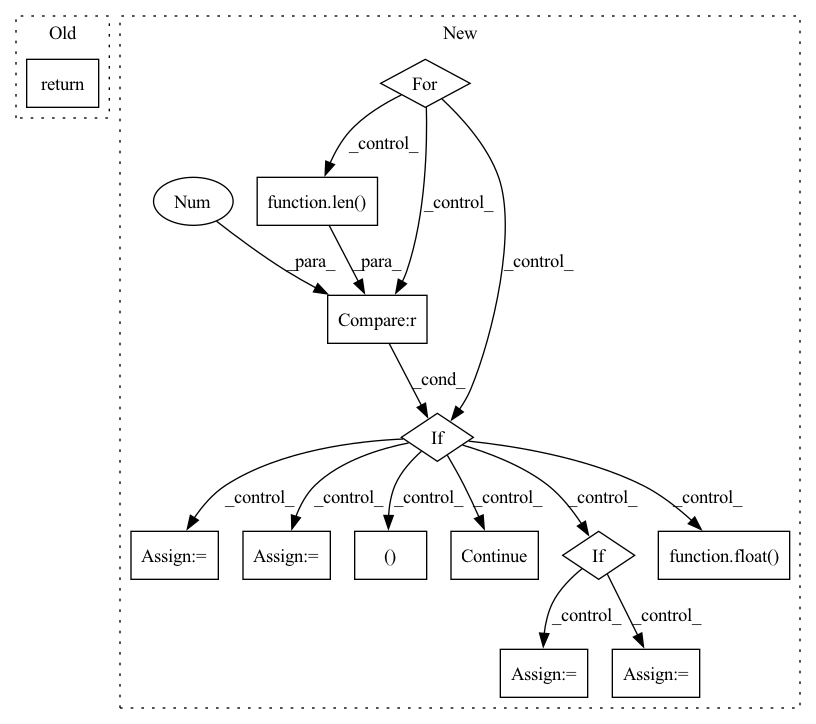 Old
New
return
For
_control_
Num
function.len()
_control_
_para_
_para_
_control_
Compare:r
_cond_
If
_control_
_control_
_control_
_control_
_control_
_control_
Assign:=
Assign:=
()
Continue
If
function.float()
_control_
_control_
Assign:=
Assign:=